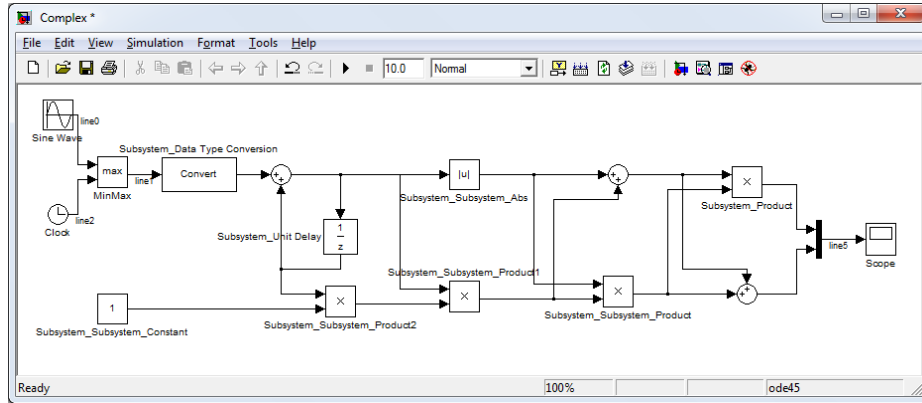 Complex *
File Edit View Simulation Format Tools Help
10.0 Normal
line0
Sine Wave
Subsystem_Data Type Conversion
max
line1
Convert
MinMax
line2
Clock
|u|
Subsystem_Subsystem_Abs
Subsystem_Product
Subsystem_Unit Delay
1
z
line5
Scope
Subsystem_Subsystem_Product1
1
Subsystem_Subsystem_Constant
Subsystem_Subsystem_Product2
Subsystem_Subsystem_Product
Ready 100% ode45